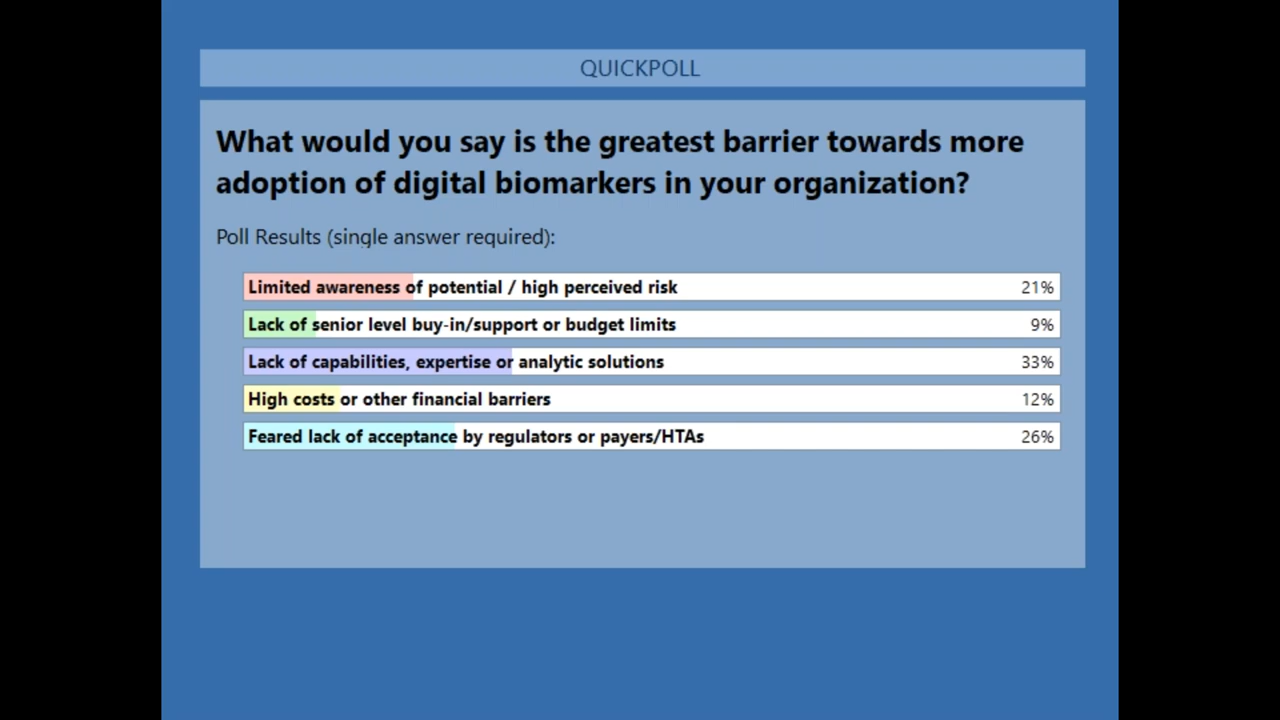 QUICKPOLL
What would you say is the greatest barrier towards more
adoption of digital biomarkers in your organization?
Poll Results (single answer required):
Limited awareness of potential / high perceived risk 21%
Lack of senior level buy-in/support or budget limits 9%
Lack of capabilities, expertise or analytic solutions 33%
High costs or other financial barriers 12%
Feared lack of acceptance by regulators or payers/HTAs 26%